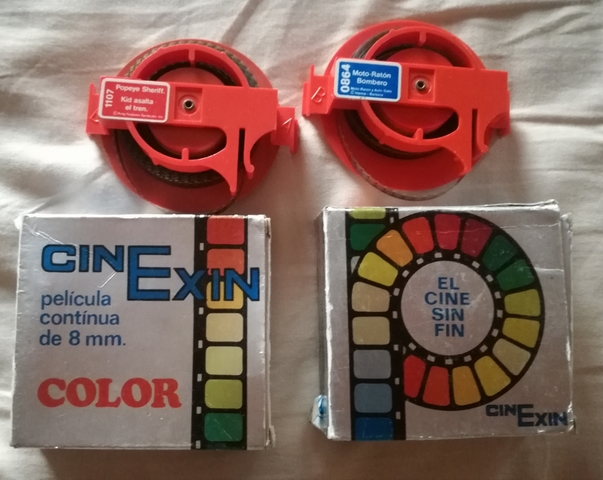 1107
Popeye Sheriff.
Kid asalta
el tren.
0864
Moto-Ratón
Bombero
CINEXIN
película
contínua
de 8 mm.
COLOR
EL
CINE
SIN
FIN
CINEXIN